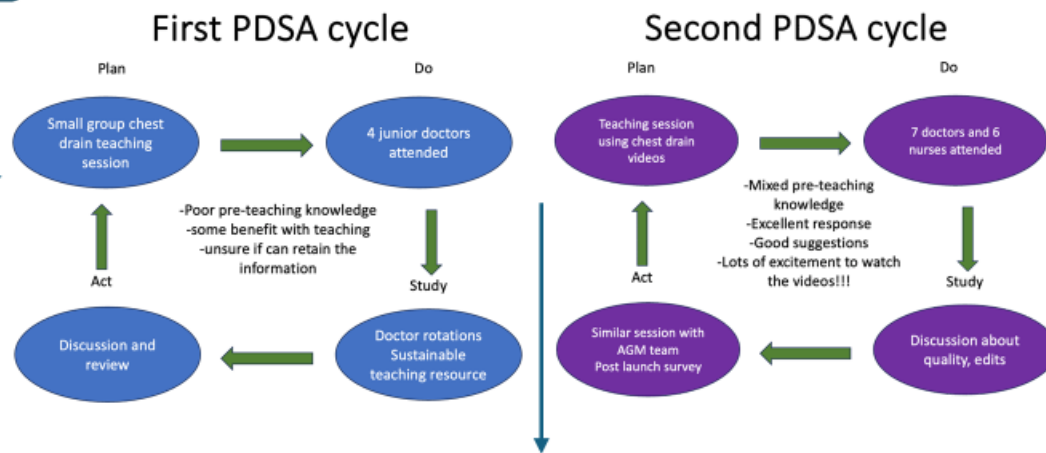 First PDSA cycle
Plan
Do
Small group chest
drain teaching
session
4 junior doctors
attended
-Poor pre-teaching knowledge
-some benefit with teaching
-unsure if can retain the
information
Act
Study
Discussion and
review
Doctor rotations
Sustainable
teaching resource
Second PDSA cycle
Plan
Do
Teaching session
using chest drain
videos
7 doctors and 6
nurses attended
-Mixed pre-teaching
knowledge
-Excellent response
-Good suggestions
-Lots of excitement to watch
the videos!!!
Act
Study
Similar session with
AGM team
Post launch survey
Discussion about
quality, edits